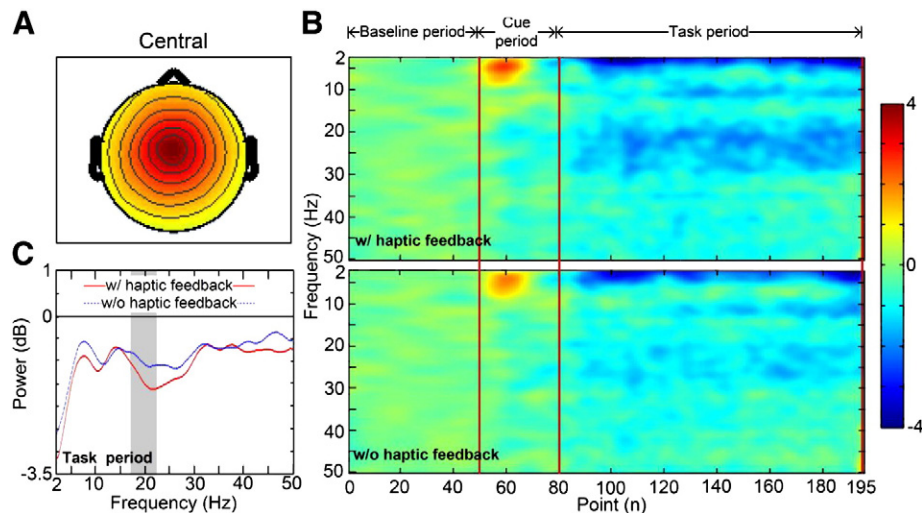 A
Central
B
Baseline period
Cue period
Task period
2
10
20
30
40
50
w/ haptic feedback
Frequency (Hz)
2
10
20
30
40
50
w/o haptic feedback
0 20 40 60 80 100 120 140 160 180 195
Point (n)
4
2
0
-2
-4
C
1
0
-3.5
Power (dB)
w/ haptic feedback
w/o haptic feedback
Task period
2 10 20 30 40 50
Frequency (Hz)